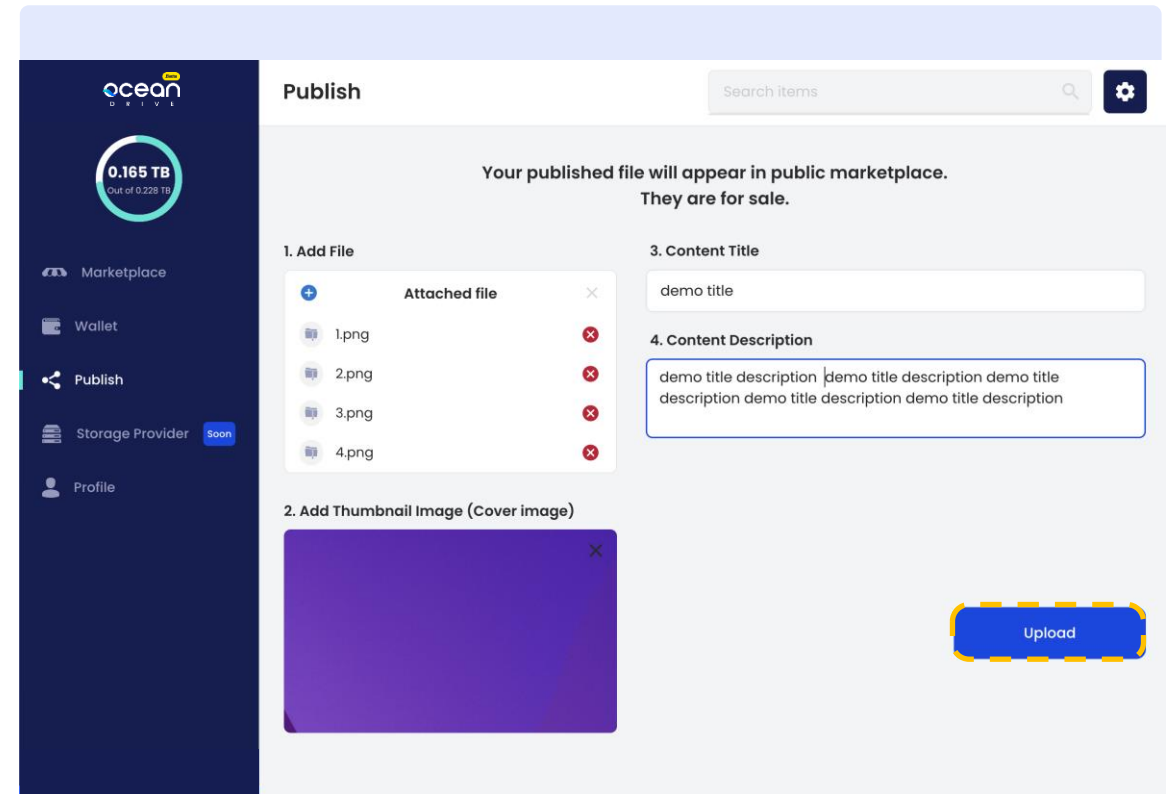 Beta
ocean
DRIVE
0.165 TB
Out of 0.228 TB
Marketplace
Wallet
Publish
Storage Provider Soon
Profile
Publish
Search items
Your published file will appear in public marketplace.
They are for sale.
1. Add File
Attached file
1.png
2.png
3.png
4.png
2. Add Thumbnail Image (Cover image)
3. Content Title
demo title
4. Content Description
demo title description demo title description demo title
description demo title description demo title description
Upload